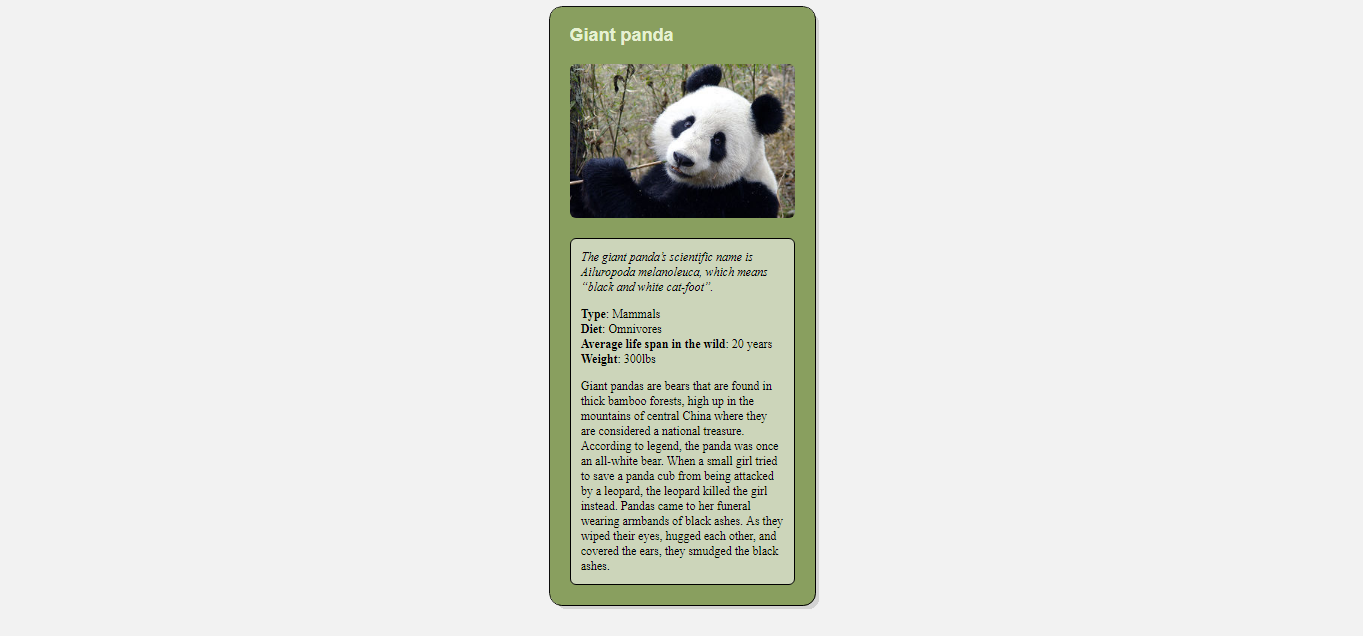 Giant panda
The giant panda's scientific name is
Ailuropoda melanoleuca, which means
“black and white cat-foot”.
Type: Mammals
Diet: Omnivores
Average life span in the wild: 20 years
Weight: 300lbs
Giant pandas are bears that are found in
thick bamboo forests, high up in the
mountains of central China where they
are considered a national treasure.
According to legend, the panda was once
an all-white bear. When a small girl tried
to save a panda cub from being attacked
by a leopard, the leopard killed the girl
instead. Pandas came to her funeral
wearing armbands of black ashes. As they
wiped their eyes, hugged each other, and
covered the ears, they smudged the black
ashes.